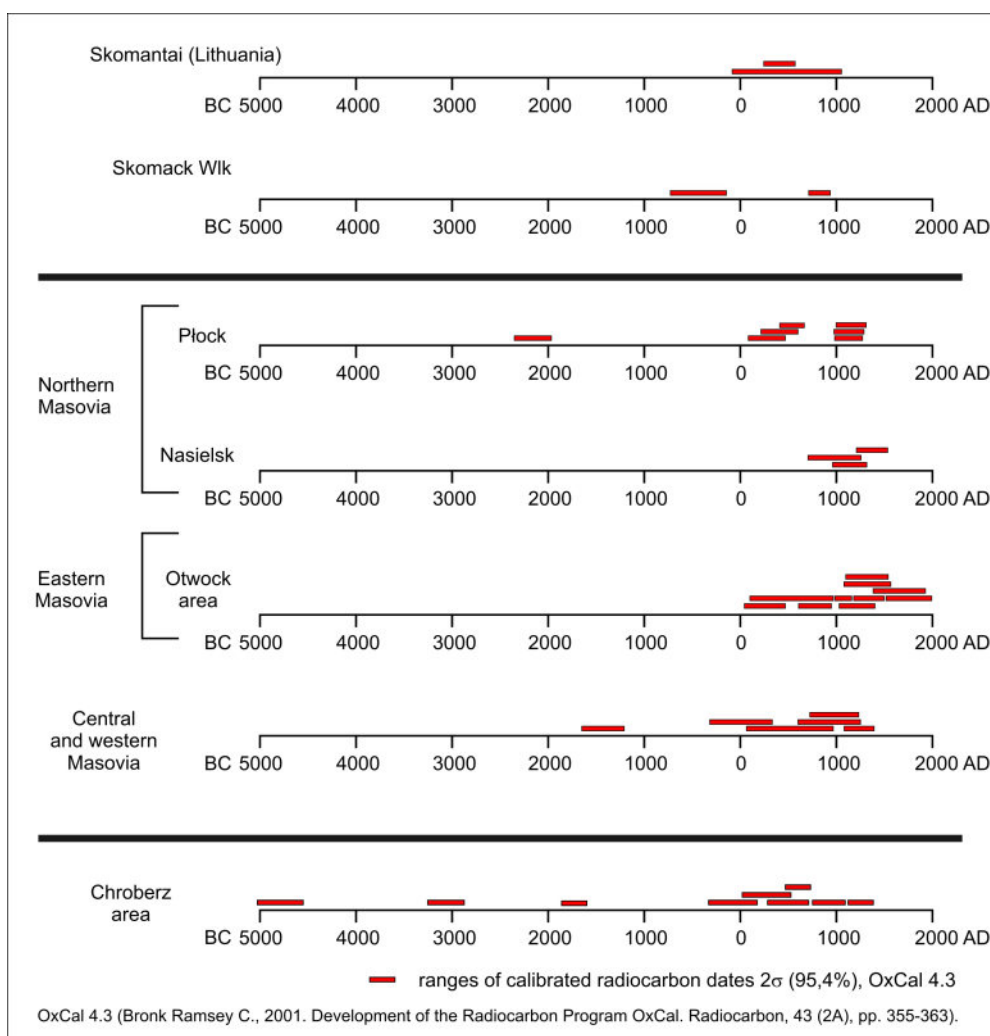 Skomantai (Lithuania)
BC 5000 4000 3000 2000 1000 0 1000 2000 AD
Skomack Wlk
BC 5000 4000 3000 2000 1000 0 1000 2000 AD
Northern
Masovia
Płock
BC 5000 4000 3000 2000 1000 0 1000 2000 AD
Nasielsk
BC 5000 4000 3000 2000 1000 0 1000 2000 AD
Eastern
Masovia
Otwock
area
BC 5000 4000 3000 2000 1000 0 1000 2000 AD
Central
and western
Masovia
BC 5000 4000 3000 2000 1000 0 1000 2000 AD
Chroberz
area
BC 5000 4000 3000 2000 1000 0 1000 2000 AD
ranges of calibrated radiocarbon dates 2σ (95,4%), OxCal 4.3
OxCal 4.3 (Bronk Ramsey C., 2001. Development of the Radiocarbon Program OxCal. Radiocarbon, 43 (2A), pp. 355-363).